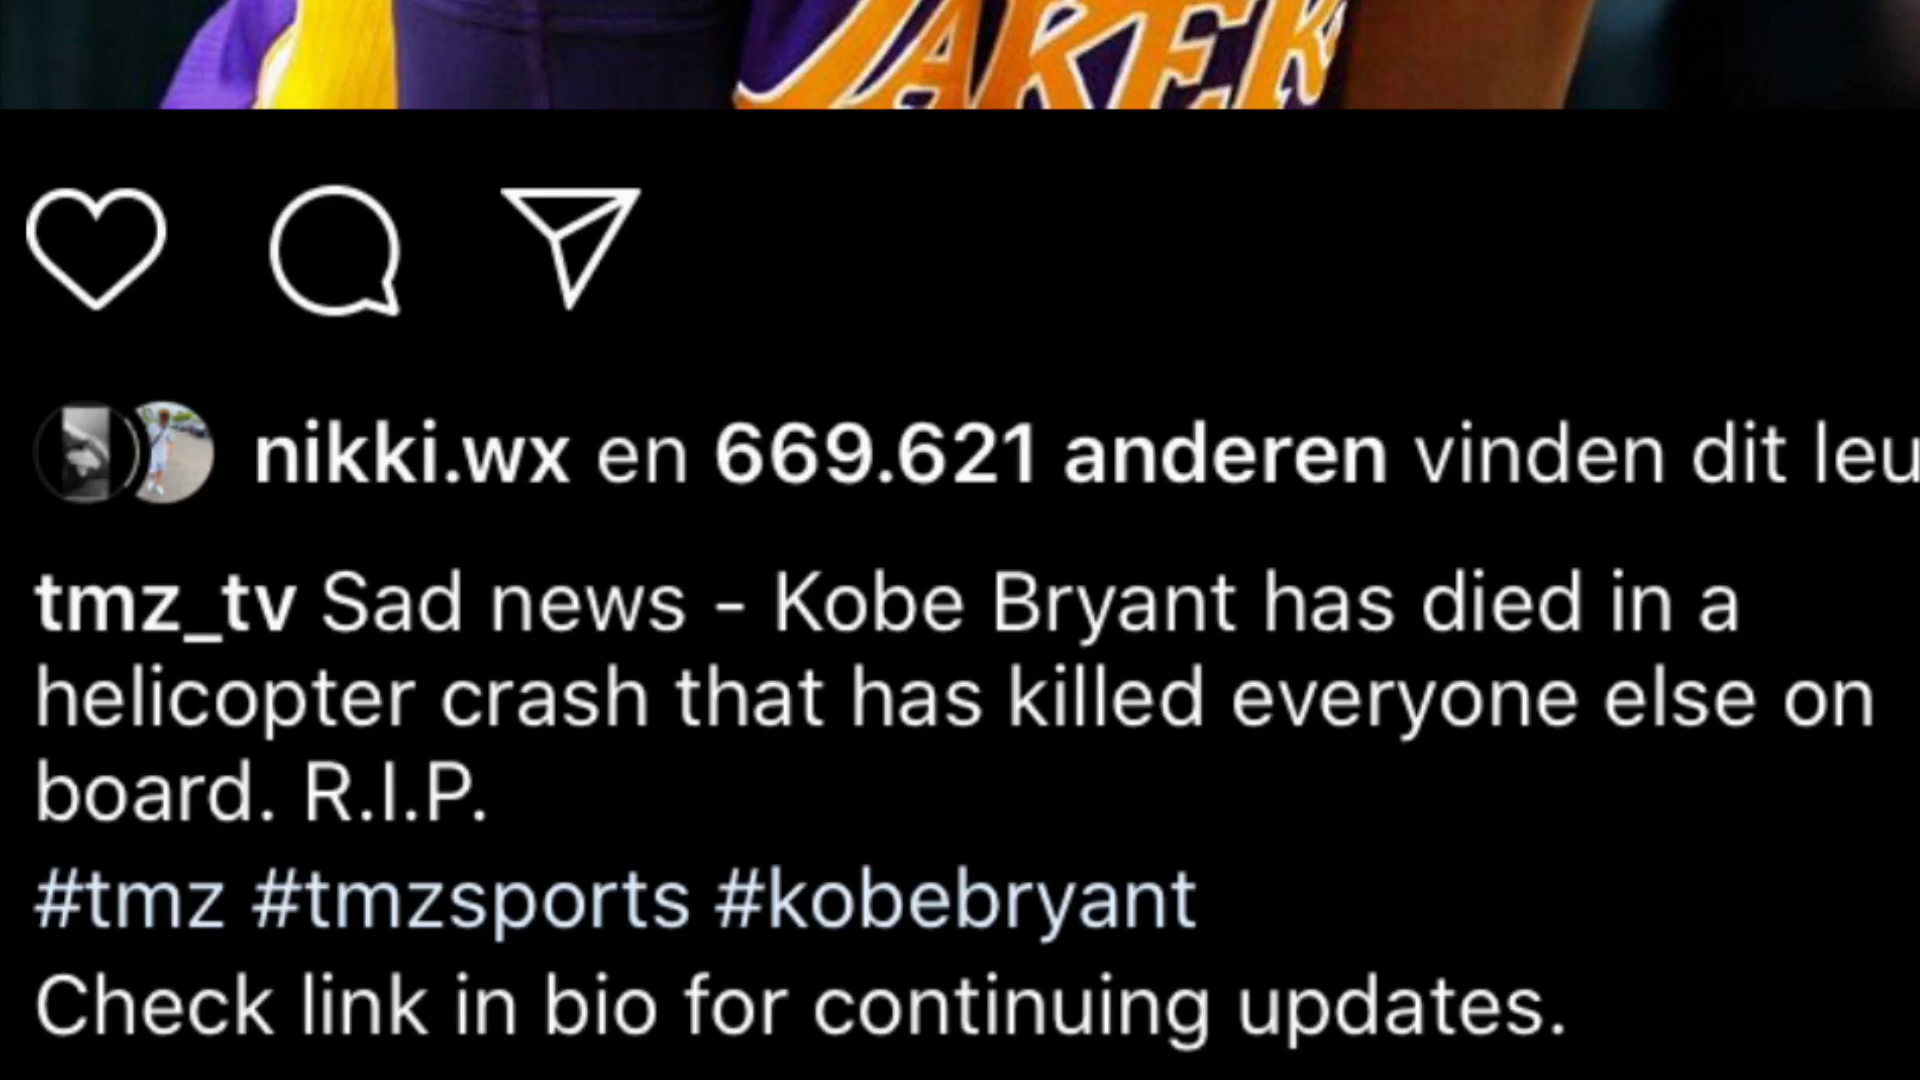 LAKERS
nikki.wx en 669.621 anderen vinden dit leu
tmz_tv Sad news - Kobe Bryant has died in a
helicopter crash that has killed everyone else on
board. R.I.P.
#tmz #tmzsports #kobebryant
Check link in bio for continuing updates.